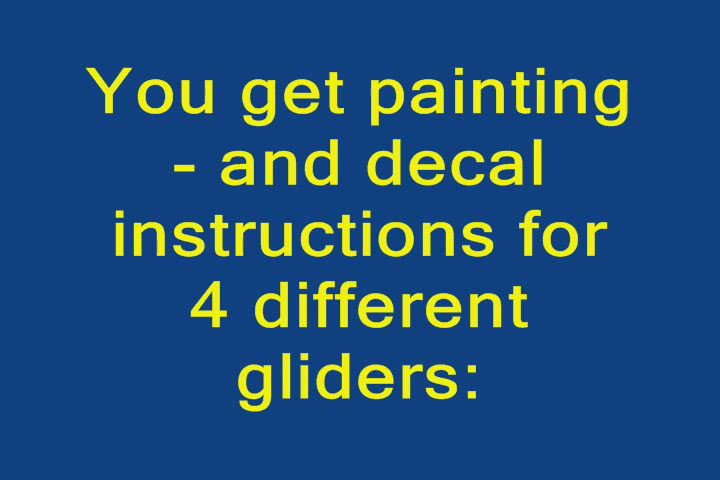 You get painting
- and decal
instructions for
4 different
gliders: